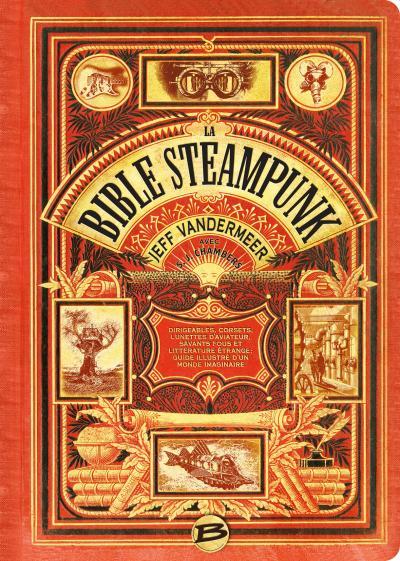 LA
BIBLE STEAMPUNK
JEFF VANDERMEER
AVEC
S. J. CHAMBERS
DIRIGEABLES, CORSETS,
LUNETTES D'AVIATEUR,
SAVANTS FOUS ET
LITTÉRATURE ÉTRANGE :
GUIDE ILLUSTRÉ D'UN
MONDE IMAGINAIRE
B